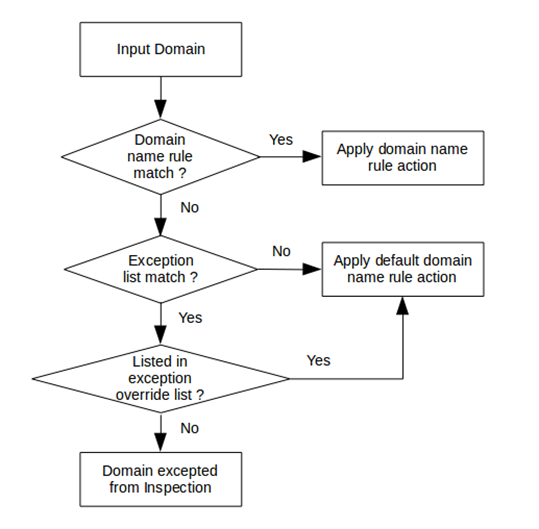 Input Domain
Domain
name rule
match ?
Yes
Apply domain name
rule action
No
Exception
list match ?
No
Apply default domain
name rule action
Yes
Listed in
exception
override list ?
Yes
No
Domain excepted
from Inspection